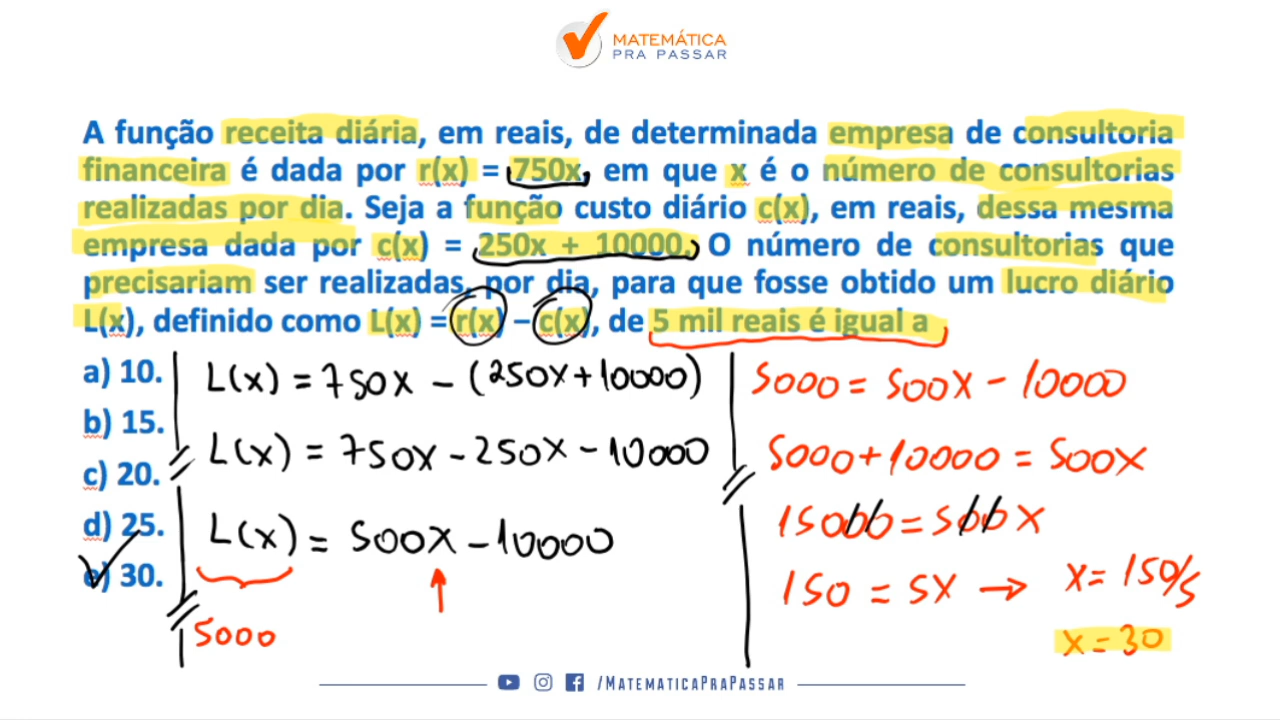 MATEMÁTICA
PRA PASSAR
A função receita diária, em reais, de determinada empresa de consultoria
financeira é dada por r(x) = 750x, em que x é o número de consultorias
realizadas por dia. Seja a função custo diário c(x), em reais, dessa mesma
empresa dada por c(x) = 250x + 10000. O número de consultorias que
precisariam ser realizadas, por dia, para que fosse obtido um lucro diário
L(x), definido como L(x) = r(x) – c(x), de 5 mil reais é igual a
a) 10.
b) 15.
c) 20.
d) 25.
e) 30.
L(x) = 750x - (250x+10000)
L(x) = 750x - 250x - 10000
L(x) = 500x - 10000
5000
5000 = 500x - 10000
5000+10000 = 500x
15000 = 500x
150 = 5x → x = 150/5
x = 30
/MatematicaPraPassar